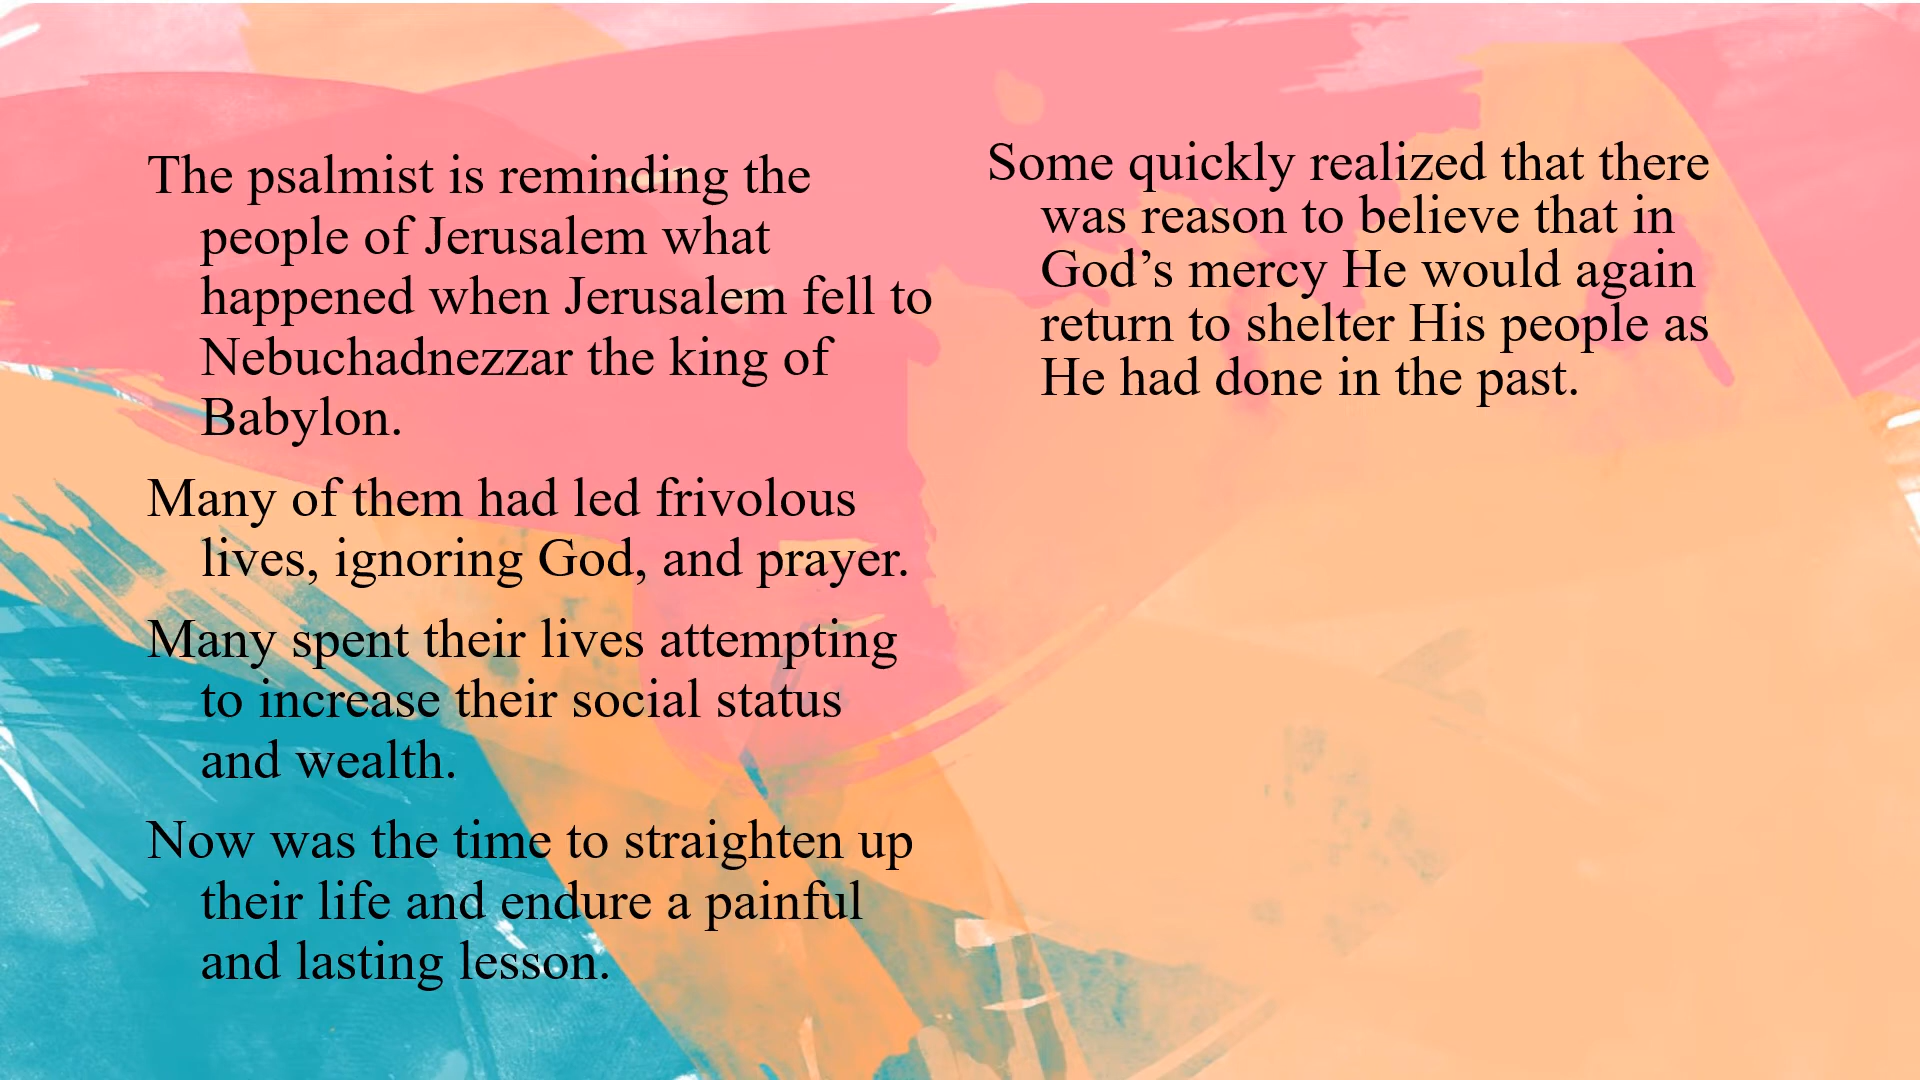 The psalmist is reminding the
people of Jerusalem what
happened when Jerusalem fell to
Nebuchadnezzar the king of
Babylon.
Many of them had led frivolous
lives, ignoring God, and prayer.
Many spent their lives attempting
to increase their social status
and wealth.
Now was the time to straighten up
their life and endure a painful
and lasting lesson.
Some quickly realized that there
was reason to believe that in
God’s mercy He would again
return to shelter His people as
He had done in the past.